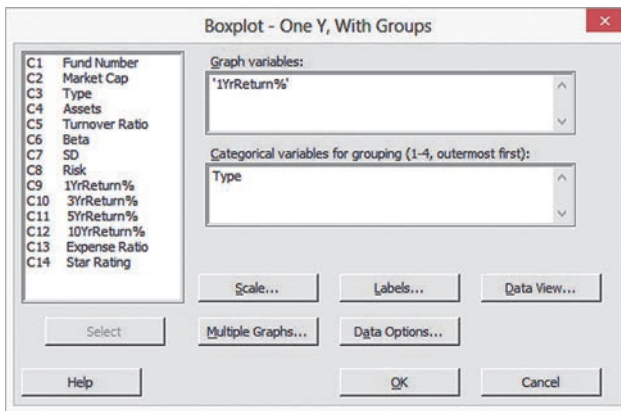 Boxplot - One Y, With Groups
C1 Fund Number
C2 Market Cap
C3 Type
C4 Assets
C5 Turnover Ratio
C6 Beta
C7 SD
C8 Risk
C9 1YrReturn%
C10 3YrReturn%
C11 5YrReturn%
C12 10YrReturn%
C13 Expense Ratio
C14 Star Rating
Graph variables:
'1YrReturn%'
Categorical variables for grouping (1-4, outermost first):
Type
Scale...
Labels...
Data View...
Select
Multiple Graphs...
Data Options...
Help
OK
Cancel